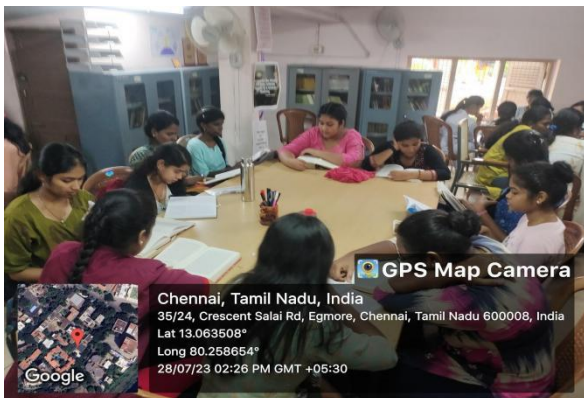 GPS Map Camera
Chennai, Tamil Nadu, India
35/24, Crescent Salai Rd, Egmore, Chennai, Tamil Nadu 600008, India
Lat 13.063508°
Long 80.258654°
28/07/23 02:26 PM GMT +05:30
Google